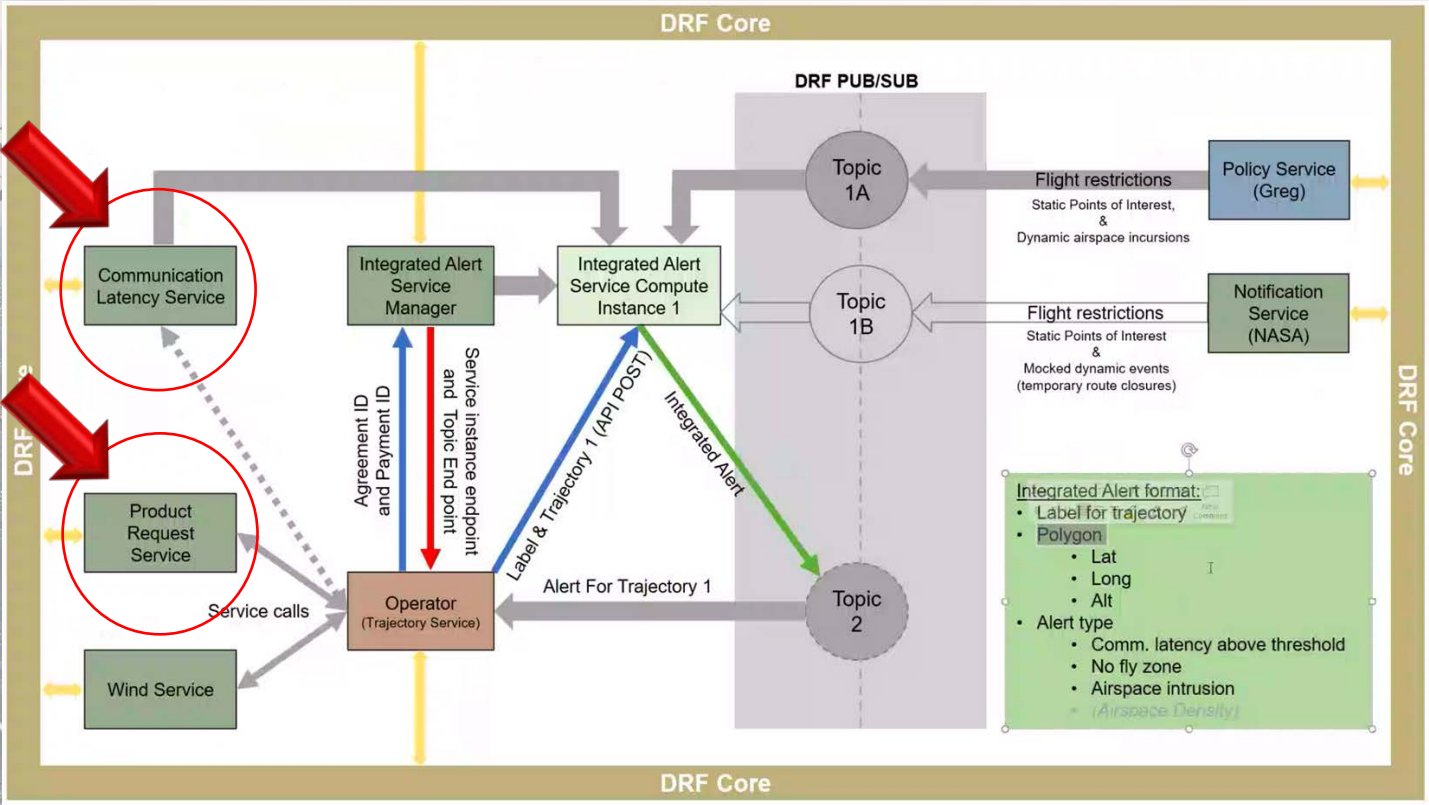 DRF Core
DRF PUB/SUB
Topic
1A
Flight restrictions
Static Points of Interest,
&
Dynamic airspace incursions
Policy Service
(Greg)
Communication
Latency Service
Integrated Alert
Service
Manager
Integrated Alert
Service Compute
Instance 1
Topic
1B
Flight restrictions
Static Points of Interest
&
Mocked dynamic events
(temporary route closures)
Notification
Service
(NASA)
DRF
DRF Core
Agreement ID
and Payment ID
Service instance endpoint
and Topic End point
Label & Trajectory 1 (API POST)
Integrated Alert
Product
Request
Service
Service calls
Wind Service
Operator
(Trajectory Service)
Alert For Trajectory 1
Topic
2
Integrated Alert format:
• Label for trajectory
• Polygon
• Lat
• Long
• Alt
• Alert type
• Comm. latency above threshold
• No fly zone
• Airspace intrusion
• (Airspace Density)
New
Comment
DRF Core